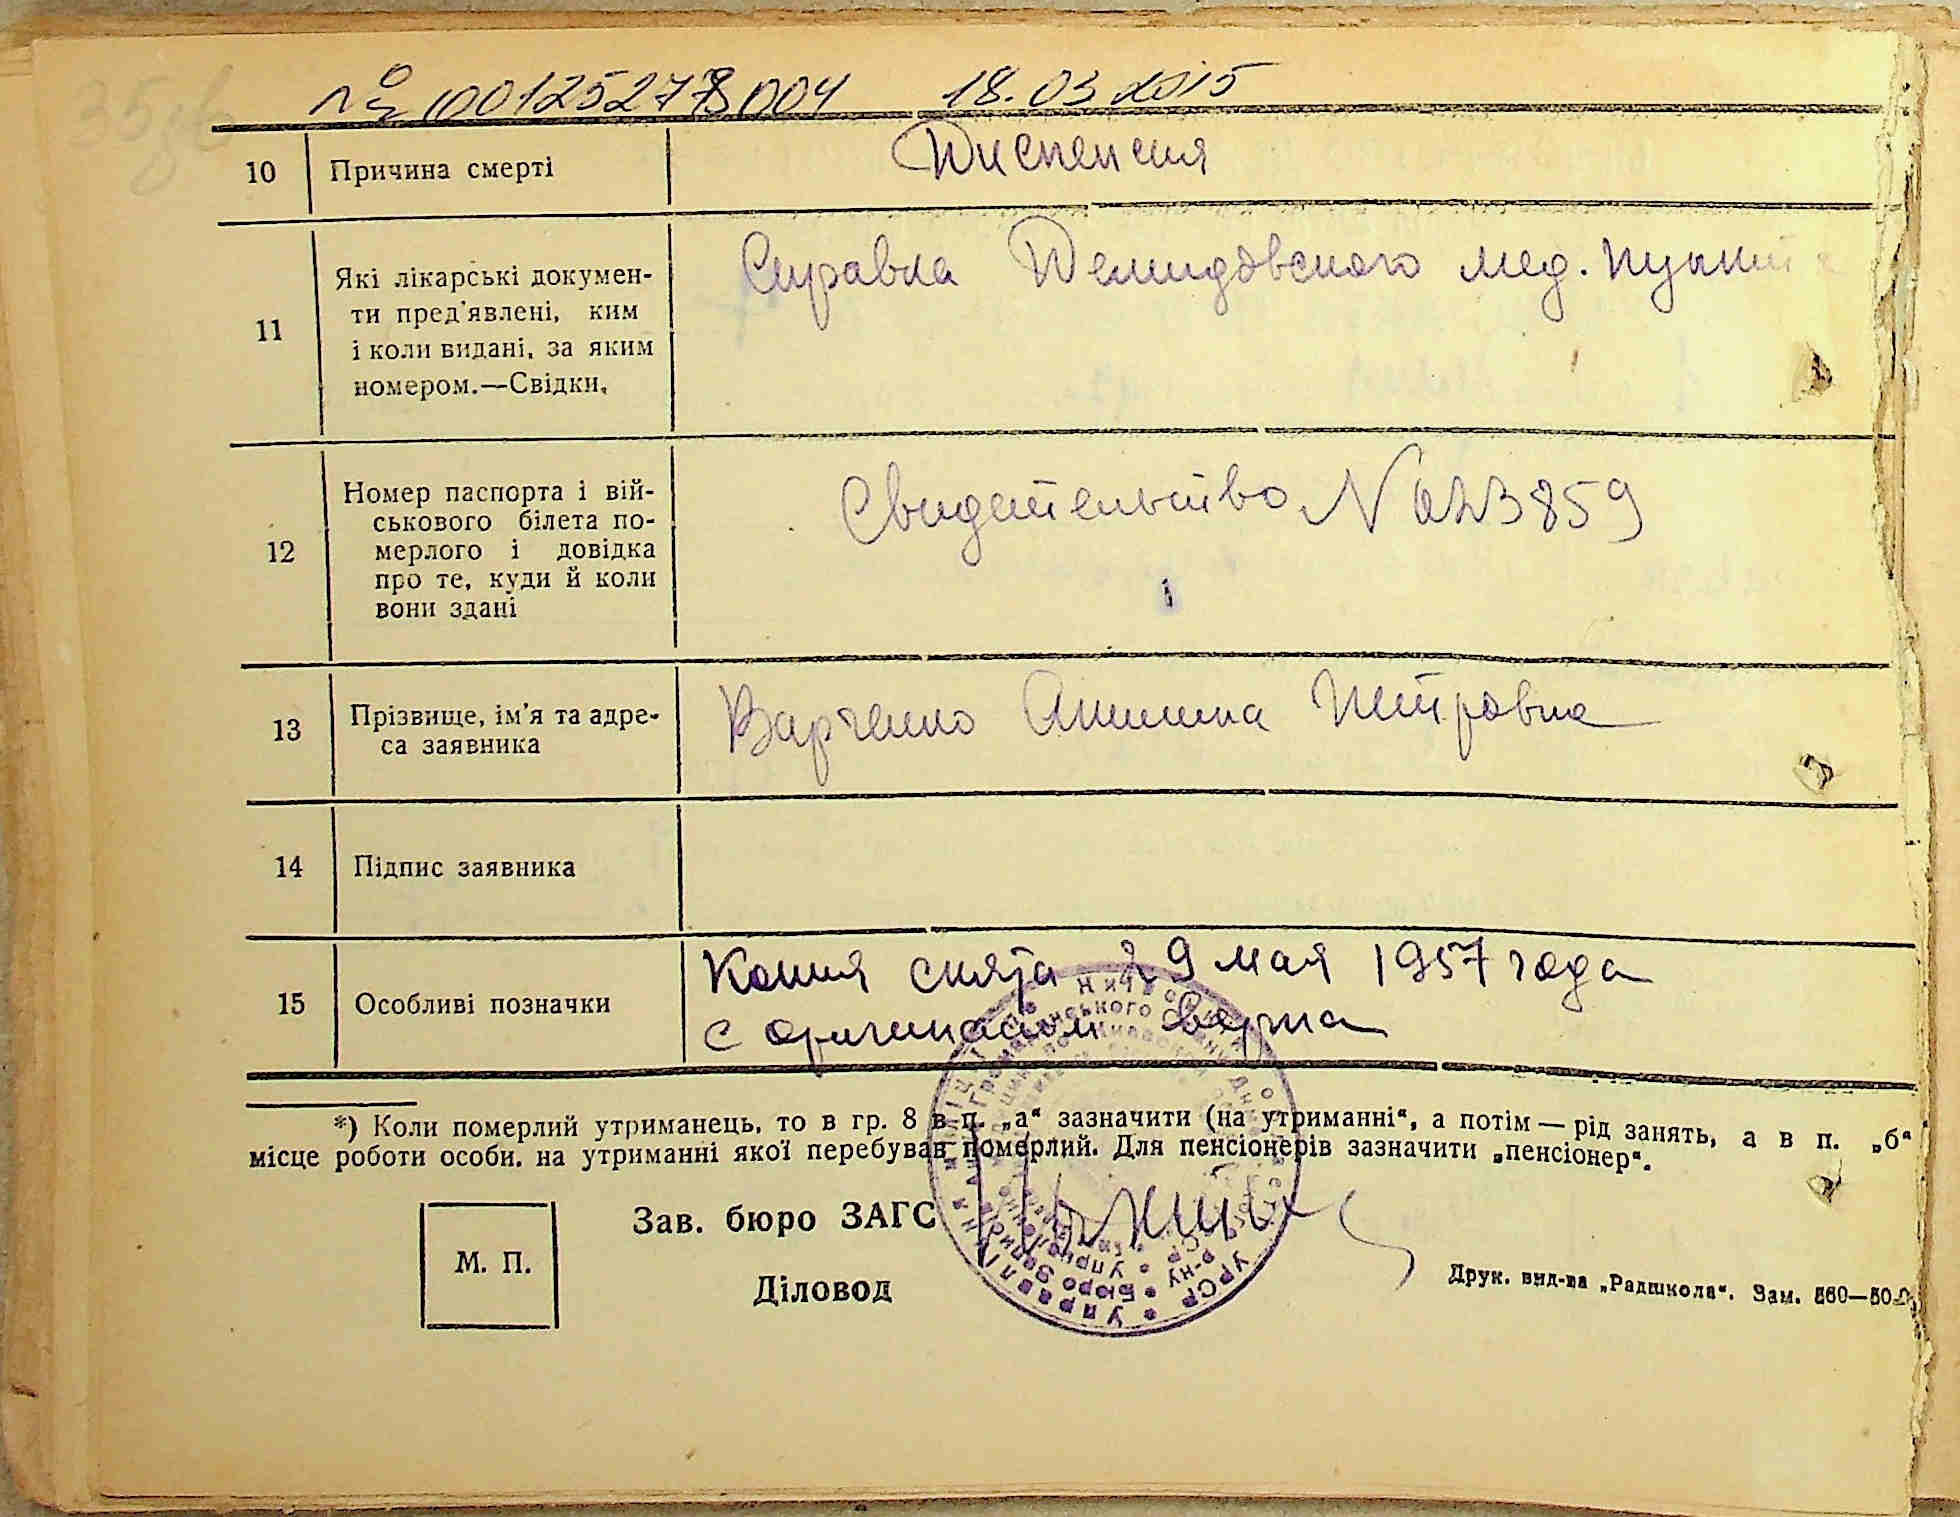 35зв
№ 00125278004 18.03.2015
10 Причина смерті Диспепсия
11 Які лікарські докумен-
ти пред'явлені, ким
і коли видані, за яким
номером.—Свідки.
Справка Демидовского мед. пункта
12 Номер паспорта і вій-
ськового білета по-
мерлого і довідка
про те, куди й коли
вони здані
Свидетельство N 023859
13 Прізвище, ім'я та адре-
са заявника
Варченко Акилина Петровна
14 Підпис заявника
15 Особливі позначки
Копия снята 29 мая 1957 года
с оригиналом верна
*) Коли померлий утриманець, то в гр. 8 в п. „а“ зазначити (на утриманні“, а потім — рід занять, а в п. „б“
місце роботи особи, на утриманні якої перебував померлий. Для пенсіонерів зазначити „пенсіонер“.
М. П.
Зав. бюро ЗАГС
Діловод
Друк. вид-ва „Радшкола“. Зам. 560—50